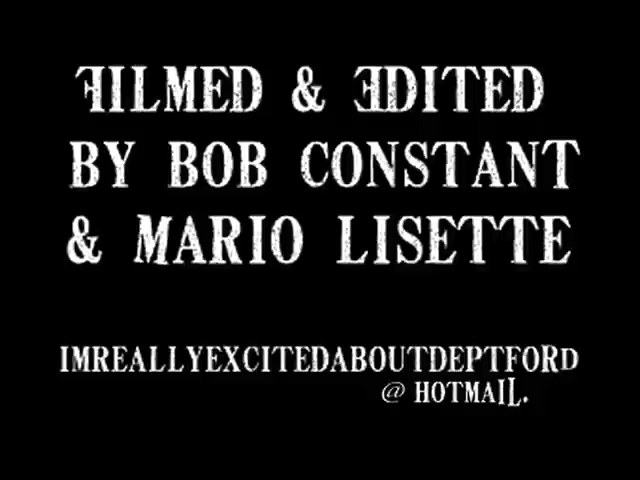 FILMED & EDITED
BY BOB CONSTANT
& MARIO LISETTE
IMREALLYEXCITEDABOUTDEPTFORD
@ HOTMAIL.